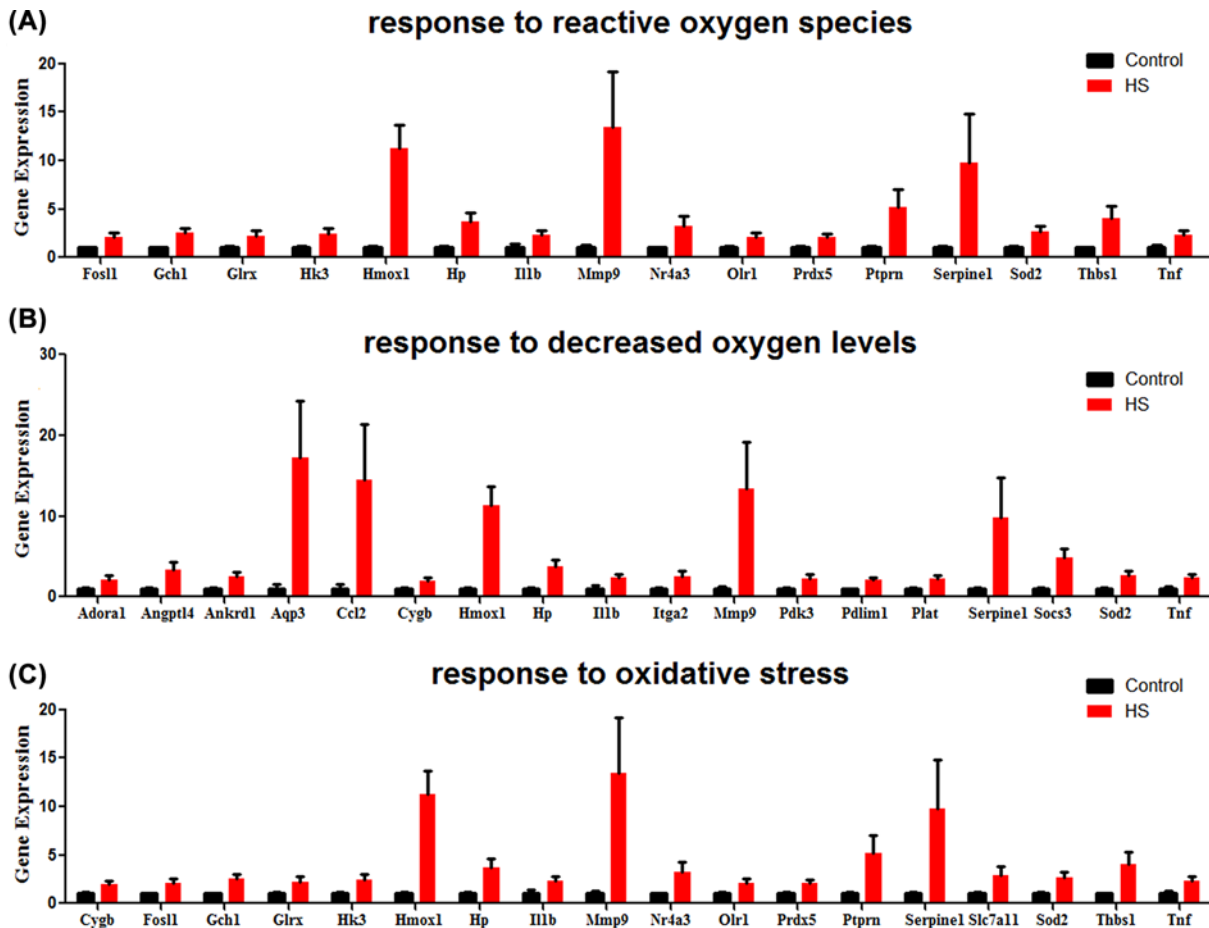 (A)
response to reactive oxygen species
Control
HS
Gene Expression
20
15
10
5
0
Fosl1 Gch1 Glrx Hk3 Hmox1 Hp Il1b Mmp9 Nr4a3 Olr1 Prdx5 Ptprn Serpine1 Sod2 Thbs1 Tnf
(B)
response to decreased oxygen levels
Control
HS
Gene Expression
30
20
10
0
Adora1 Angptl4 Ankrd1 Aqp3 Ccl2 Cygb Hmox1 Hp Il1b Itga2 Mmp9 Pdk3 Pdlim1 Plat Serpine1 Socs3 Sod2 Tnf
(C)
response to oxidative stress
Control
HS
Gene Expression
20
15
10
5
0
Cygb Fosl1 Gch1 Glrx Hk3 Hmox1 Hp Il1b Mmp9 Nr4a3 Olr1 Prdx5 Ptprn Serpine1 Slc7a11 Sod2 Thbs1 Tnf